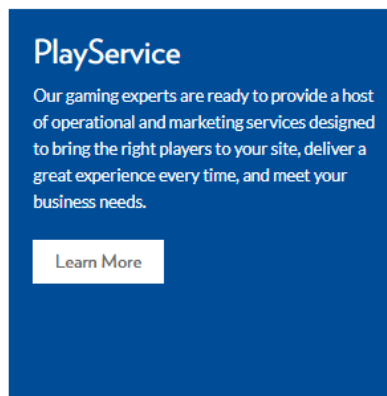 PlayService
Our gaming experts are ready to provide a host
of operational and marketing services designed
to bring the right players to your site, deliver a
great experience every time, and meet your
business needs.
Learn More